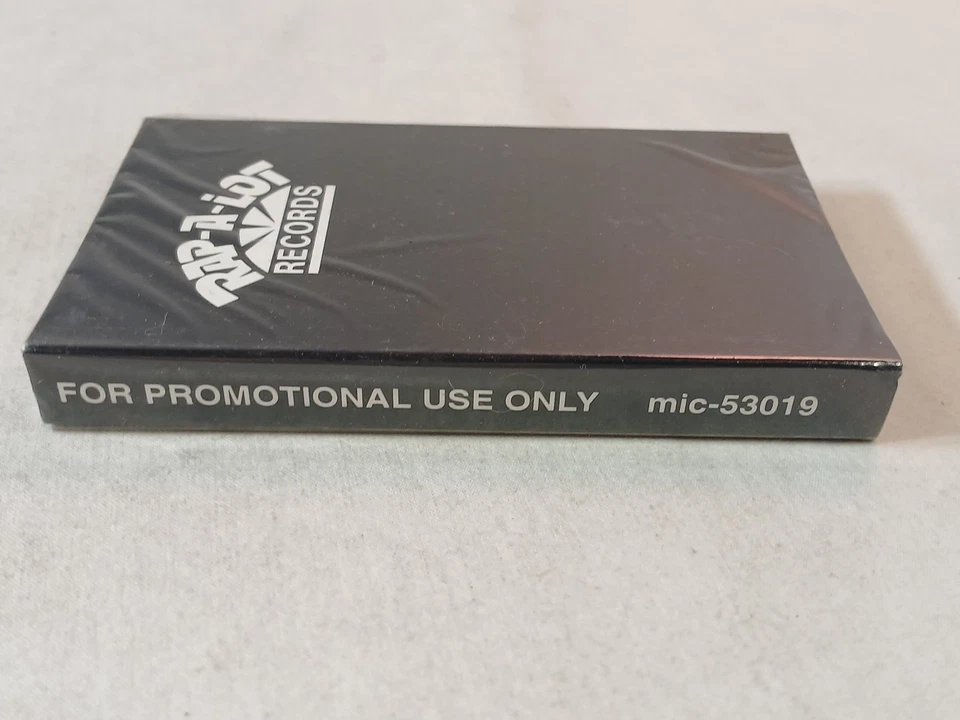 RAP-A-LOT
RECORDS
FOR PROMOTIONAL USE ONLY mic-53019